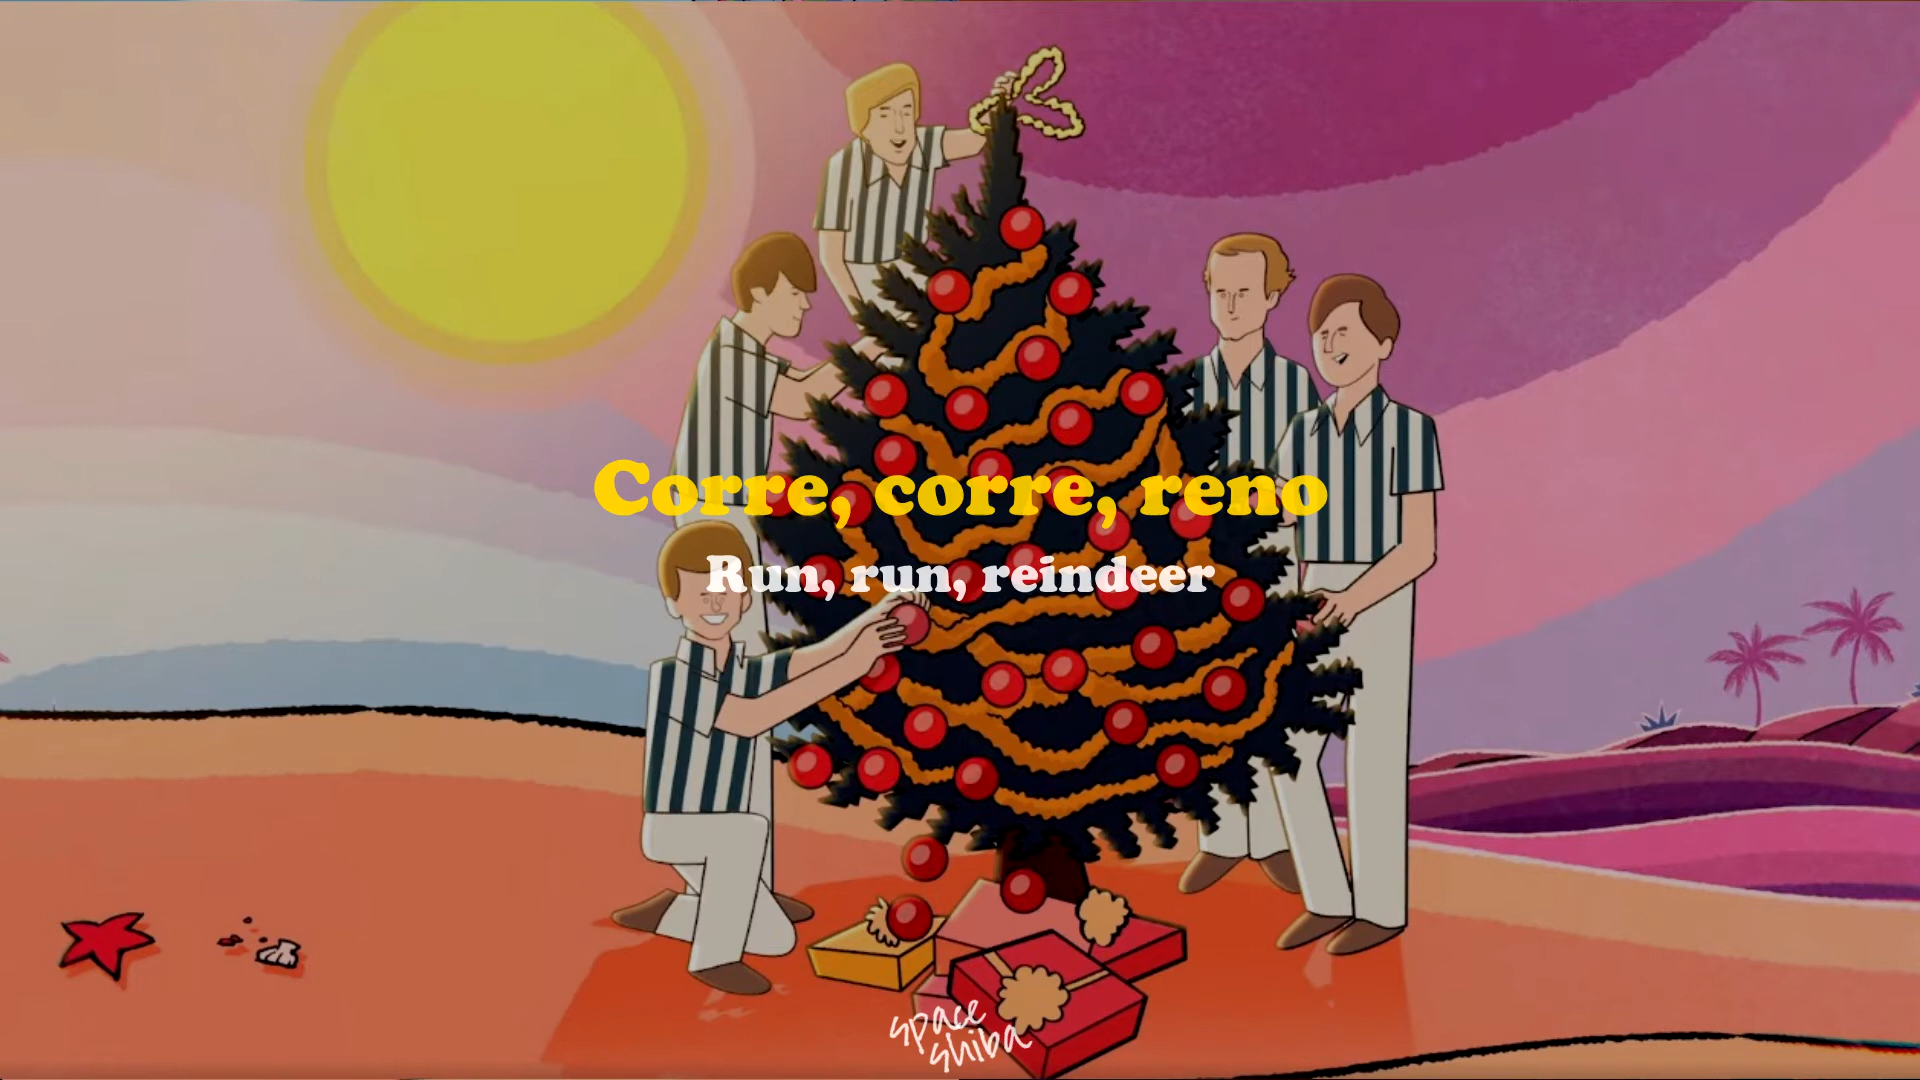 Corre, corre, reno
Run, run, reindeer
space
shiba